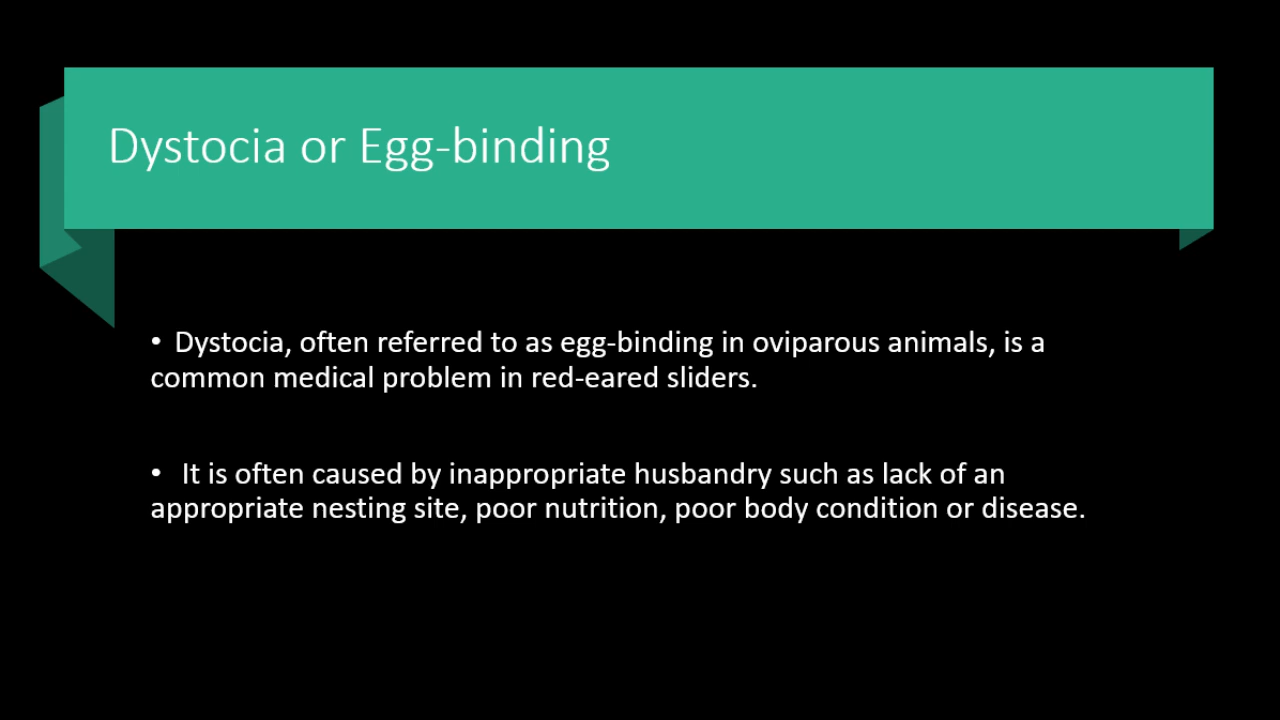 Dystocia or Egg-binding
• Dystocia, often referred to as egg-binding in oviparous animals, is a
common medical problem in red-eared sliders.
• It is often caused by inappropriate husbandry such as lack of an
appropriate nesting site, poor nutrition, poor body condition or disease.